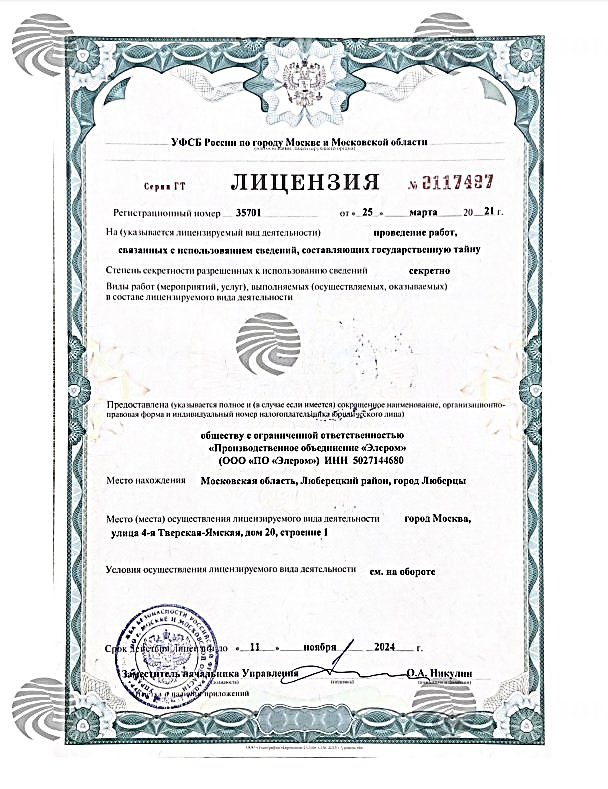 УФСБ России по городу Москве и Московской области
Серия ГТ ЛИЦЕНЗИЯ № 0117497
Регистрационный номер 35701 от « 25 » марта 20 21 г.
На (указывается лицензируемый вид деятельности) проведение работ,
связанных с использованием сведений, составляющих государственную тайну
Степень секретности разрешенных к использованию сведений секретно
Виды работ (мероприятий, услуг), выполняемых (осуществляемых, оказываемых)
в составе лицензируемого вида деятельности
Предоставлена (указывается полное и (в случае если имеется) сокращенное наименование, организационно-
правовая форма и индивидуальный номер налогоплательщика юридического лица)
обществу с ограниченной ответственностью
«Производственное объединение «Элером»
(ООО «ПО «Элером») ИНН 5027144680
Место нахождения Московская область, Люберецкий район, город Люберцы
Место (места) осуществления лицензируемого вида деятельности город Москва,
улица 4-я Тверская-Ямская, дом 20, строение 1
Условия осуществления лицензируемого вида деятельности см. на обороте
Срок действия Лицензии до « 11 » ноября 2024 г.
Заместитель начальника Управления О.А. Никулин
приложений